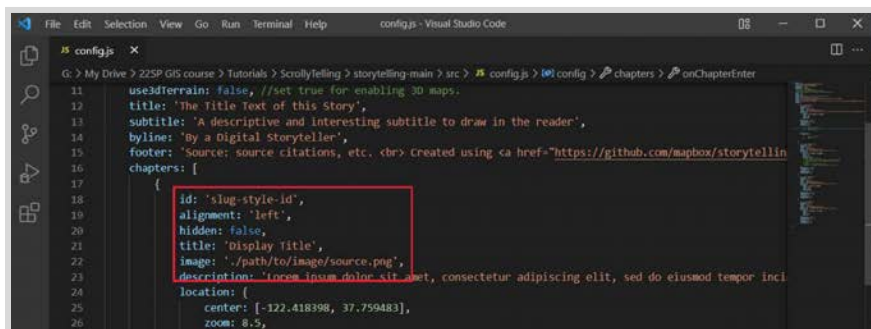 File Edit Selection View Go Run Terminal Help config.js - Visual Studio Code
JS config.js
G: > My Drive > 22SP GIS course > Tutorials > ScrollyTelling > storytelling-main > src > JS config.js > config > chapters > onChapterEnter
11 use3dTerrain: false, //set true for enabling 3D maps.
12 title: 'The Title Text of this Story',
13 subtitle: 'A descriptive and interesting subtitle to draw in the reader',
14 byline: 'By a Digital Storyteller',
15 footer: 'Source: source citations, etc. <br> Created using <a href="https://github.com/mapbox/storytellin
16 chapters: [
17 {
18 id: 'slug-style-id',
19 alignment: 'left',
20 hidden: false,
21 title: 'Display Title',
22 image: './path/to/image/source.png',
23 description: 'Lorem ipsum dolor sit amet, consectetur adipiscing elit, sed do eiusmod tempor inci
24 location: {
25 center: [-122.418398, 37.759483],
26 zoom: 8.5,